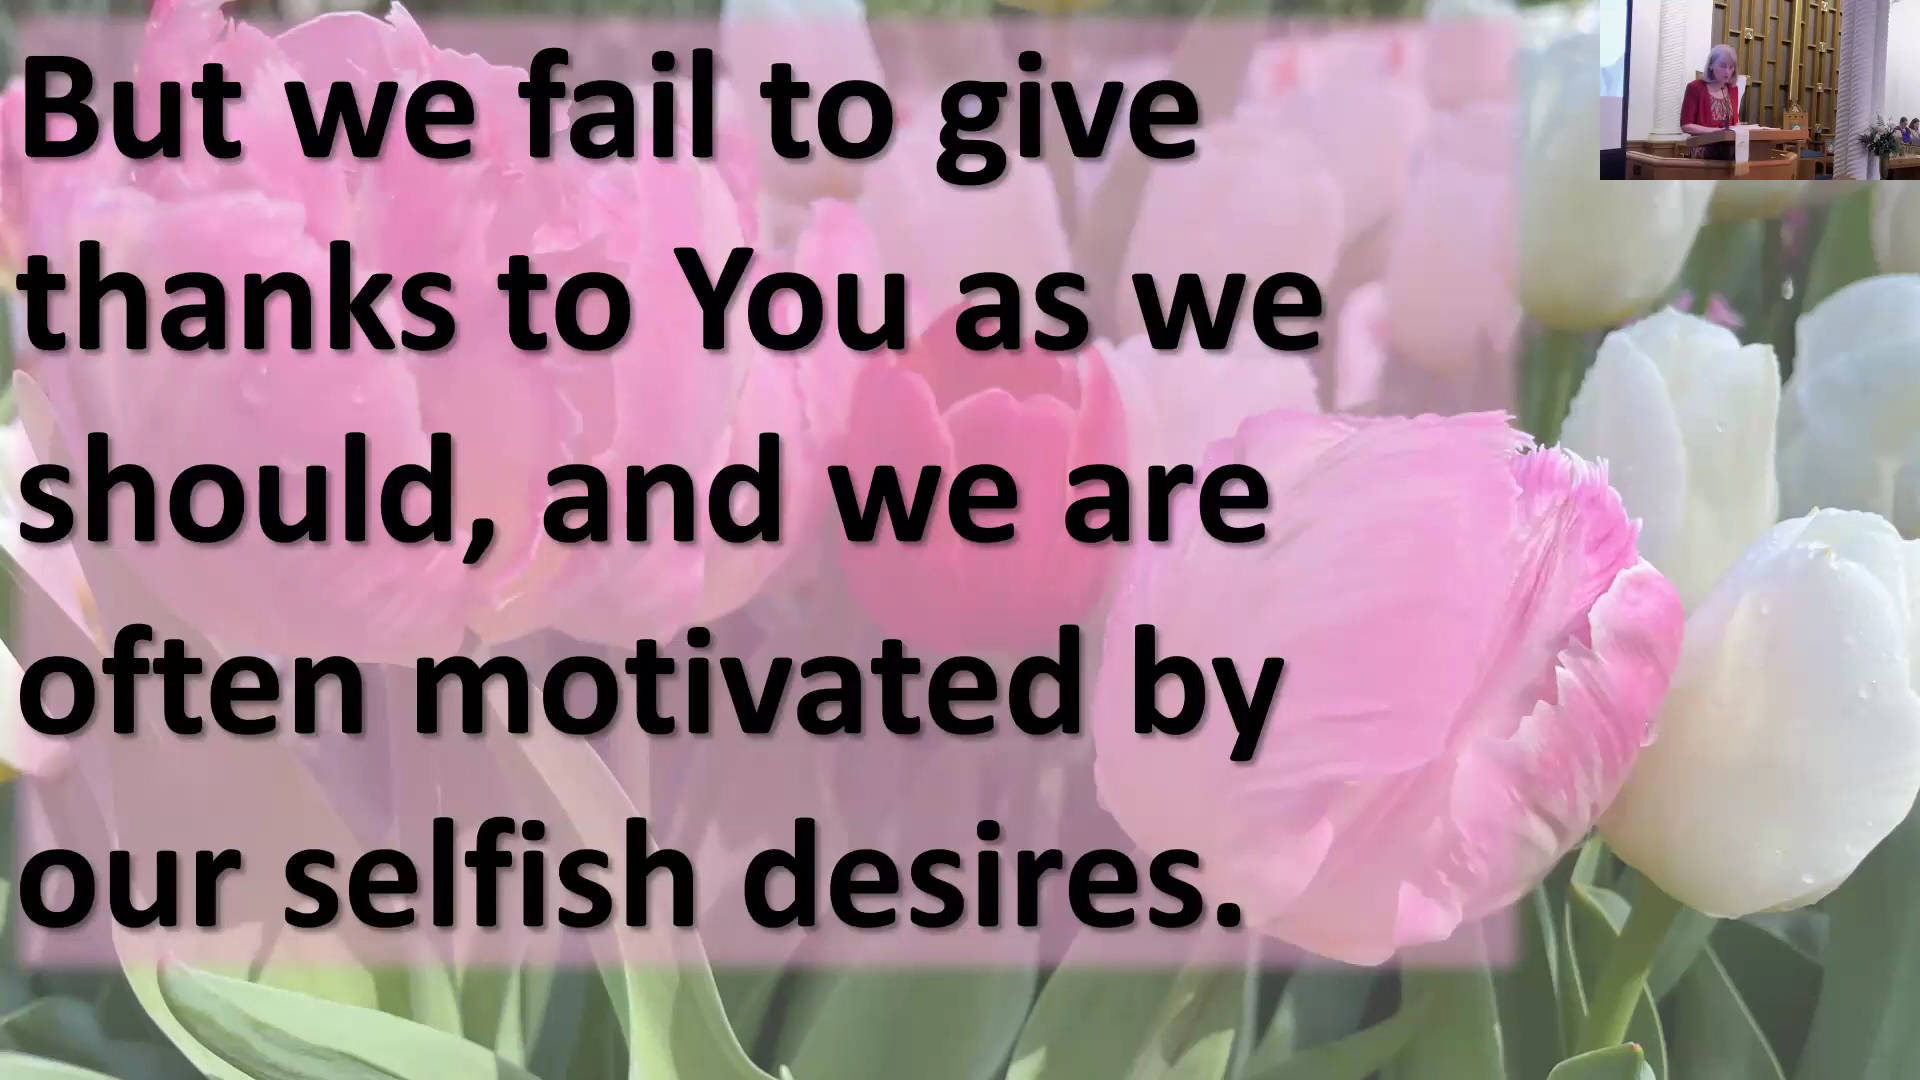 But we fail to give
thanks to You as we
should, and we are
often motivated by
our selfish desires.